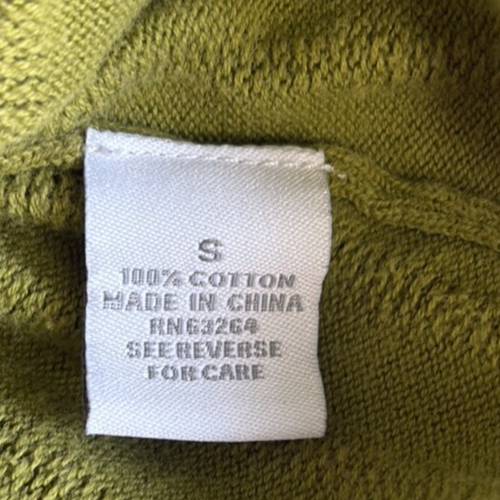 S
100% COTTON
MADE IN CHINA
RN63264
SEE REVERSE
FOR CARE